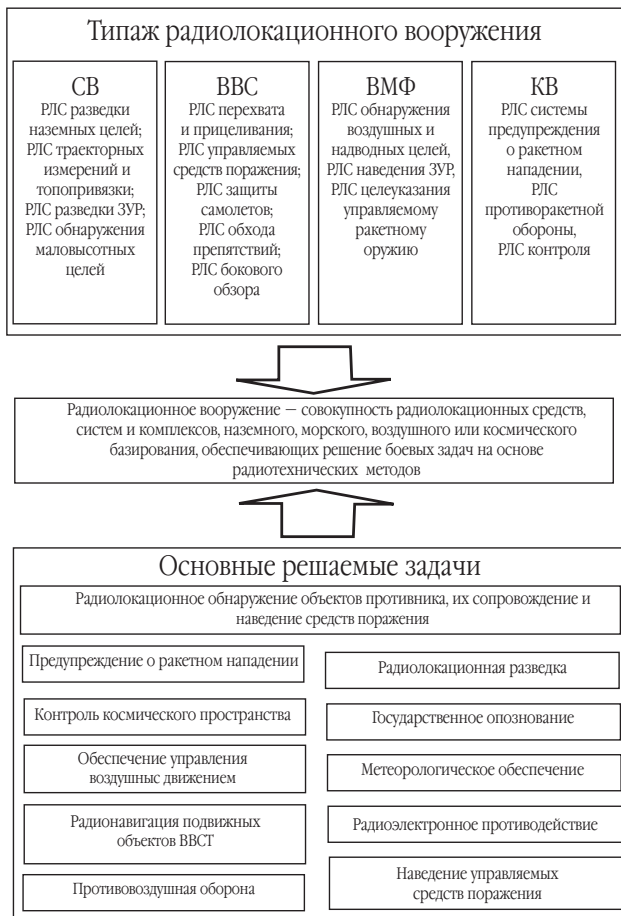 Типаж радиолокационного вооружения
СВ
РЛС разведки
наземных целей;
РЛС траекторных
измерений и
топопривязки;
РЛС разведки ЗУР;
РЛС обнаружения
маловысотных
целей
ВВС
РЛС перехвата
и прицеливания;
РЛС управляемых
средств поражения;
РЛС защиты
самолетов;
РЛС обхода
препятствий;
РЛС бокового
обзора
ВМФ
РЛС обнаружения
воздушных и
надводных целей,
РЛС наведения ЗУР,
РЛС целеуказания
управляемому
ракетному
оружию
КВ
РЛС системы
предупреждения
о ракетном
нападении,
РЛС
противоракетной
обороны,
РЛС контроля
Радиолокационное вооружение — совокупность радиолокационных средств,
систем и комплексов, наземного, морского, воздушного или космического
базирования, обеспечивающих решение боевых задач на основе
радиотехнических методов
Основные решаемые задачи
Радиолокационное обнаружение объектов противника, их сопровождение и
наведение средств поражения
Предупреждение о ракетном нападении
Контроль космического пространства
Обеспечение управления
воздушныс движением
Радионавигация подвижных
объектов ВВСТ
Противовоздушная оборона
Радиолокационная разведка
Государственное опознование
Метеорологическое обеспечение
Радиоэлектронное противодействие
Наведение управляемых
средств поражения